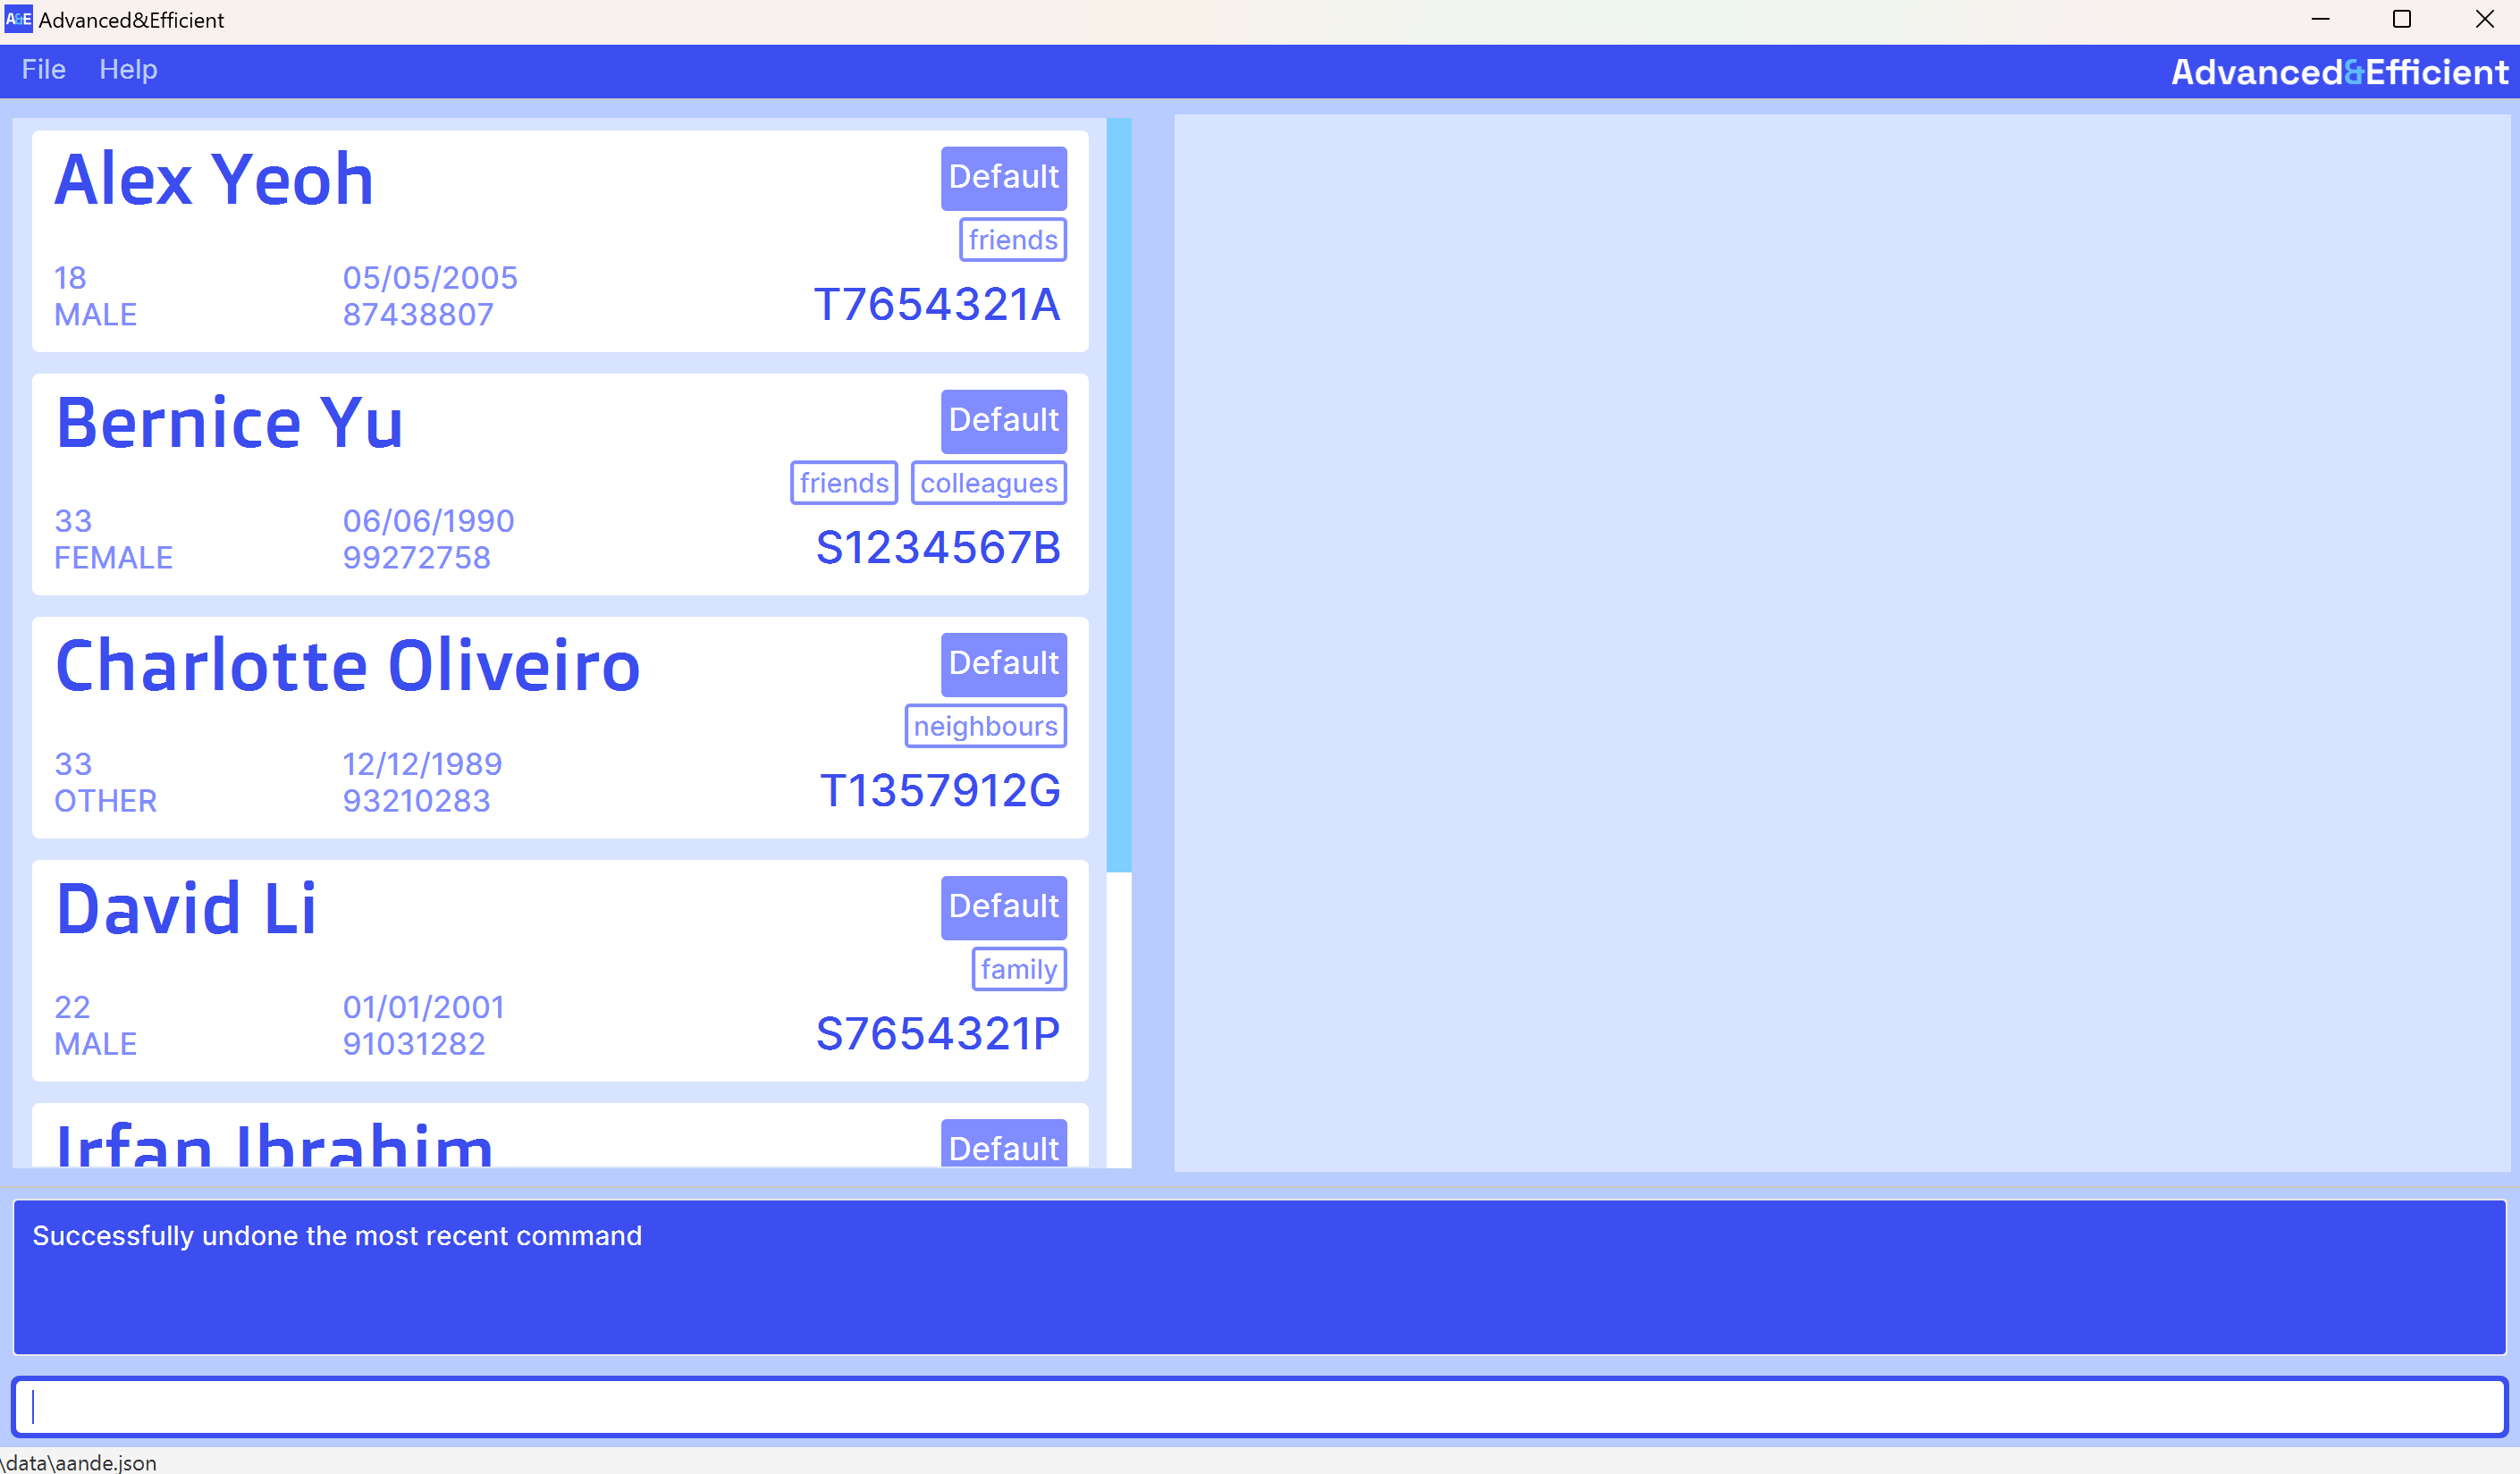 A&E Advanced&Efficient
File Help Advanced&Efficient
Alex Yeoh
Default
friends
18 05/05/2005
MALE 87438807
T7654321A
Bernice Yu
Default
friends colleagues
33 06/06/1990
FEMALE 99272758
S1234567B
Charlotte Oliveiro
Default
neighbours
33 12/12/1989
OTHER 93210283
T1357912G
David Li
Default
family
22 01/01/2001
MALE 91031282
S7654321P
Irfan Ibrahim
Default
Successfully undone the most recent command
\data\aande.json